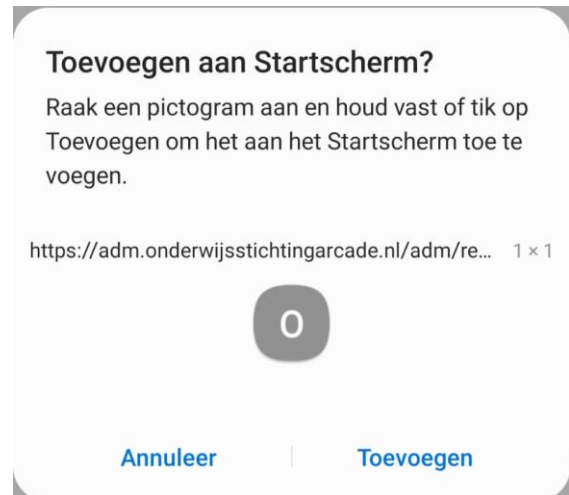 Toevoegen aan Startscherm?
Raak een pictogram aan en houd vast of tik op
Toevoegen om het aan het Startscherm toe te
voegen.
https://adm.onderwijsstichtingarcade.nl/adm/re... 1 × 1
O
Annuleer Toevoegen